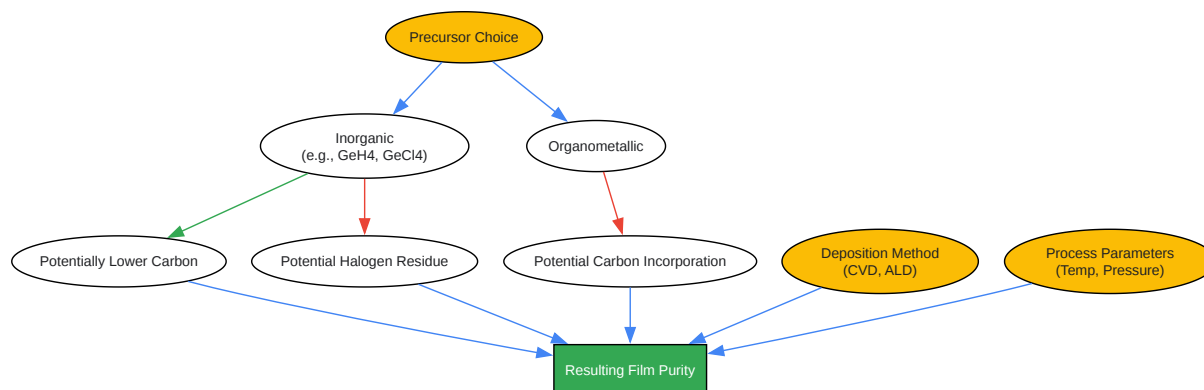 Precursor Choice
Inorganic
(e.g., GeH4, GeCl4)
Organometallic
Potentially Lower Carbon
Potential Halogen Residue
Potential Carbon Incorporation
Deposition Method
(CVD, ALD)
Process Parameters
(Temp, Pressure)
Resulting Film Purity